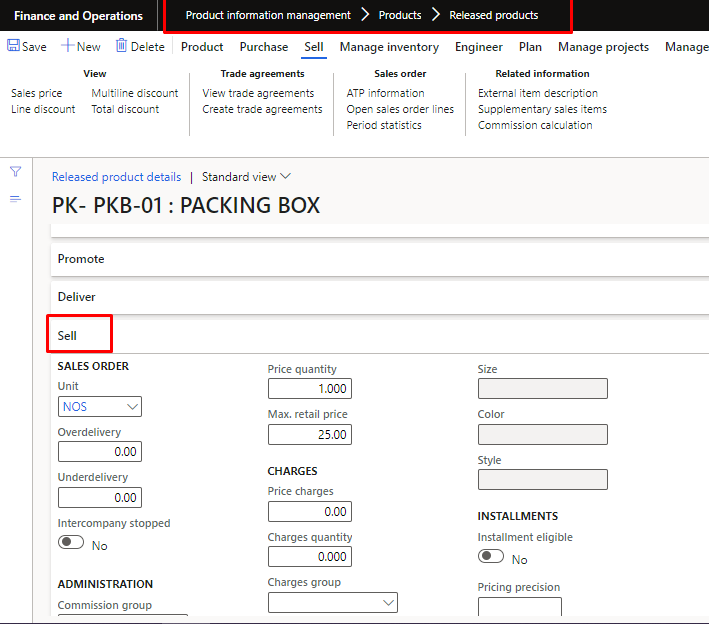 Finance and Operations
Product information management > Products > Released products
Save New Delete Product Purchase Sell Manage inventory Engineer Plan Manage projects Manage
View
Sales price Multiline discount
Line discount Total discount
Trade agreements
View trade agreements
Create trade agreements
Sales order
ATP information
Open sales order lines
Period statistics
Related information
External item description
Supplementary sales items
Commission calculation
Released product details | Standard view
PK- PKB-01 : PACKING BOX
Promote
Deliver
Sell
SALES ORDER
Unit
NOS
Overdelivery
0.00
Underdelivery
0.00
Intercompany stopped
No
ADMINISTRATION
Commission group
Price quantity
1.000
Max. retail price
25.00
CHARGES
Price charges
0.00
Charges quantity
0.000
Charges group
Size
Color
Style
INSTALLMENTS
Installment eligible
No
Pricing precision